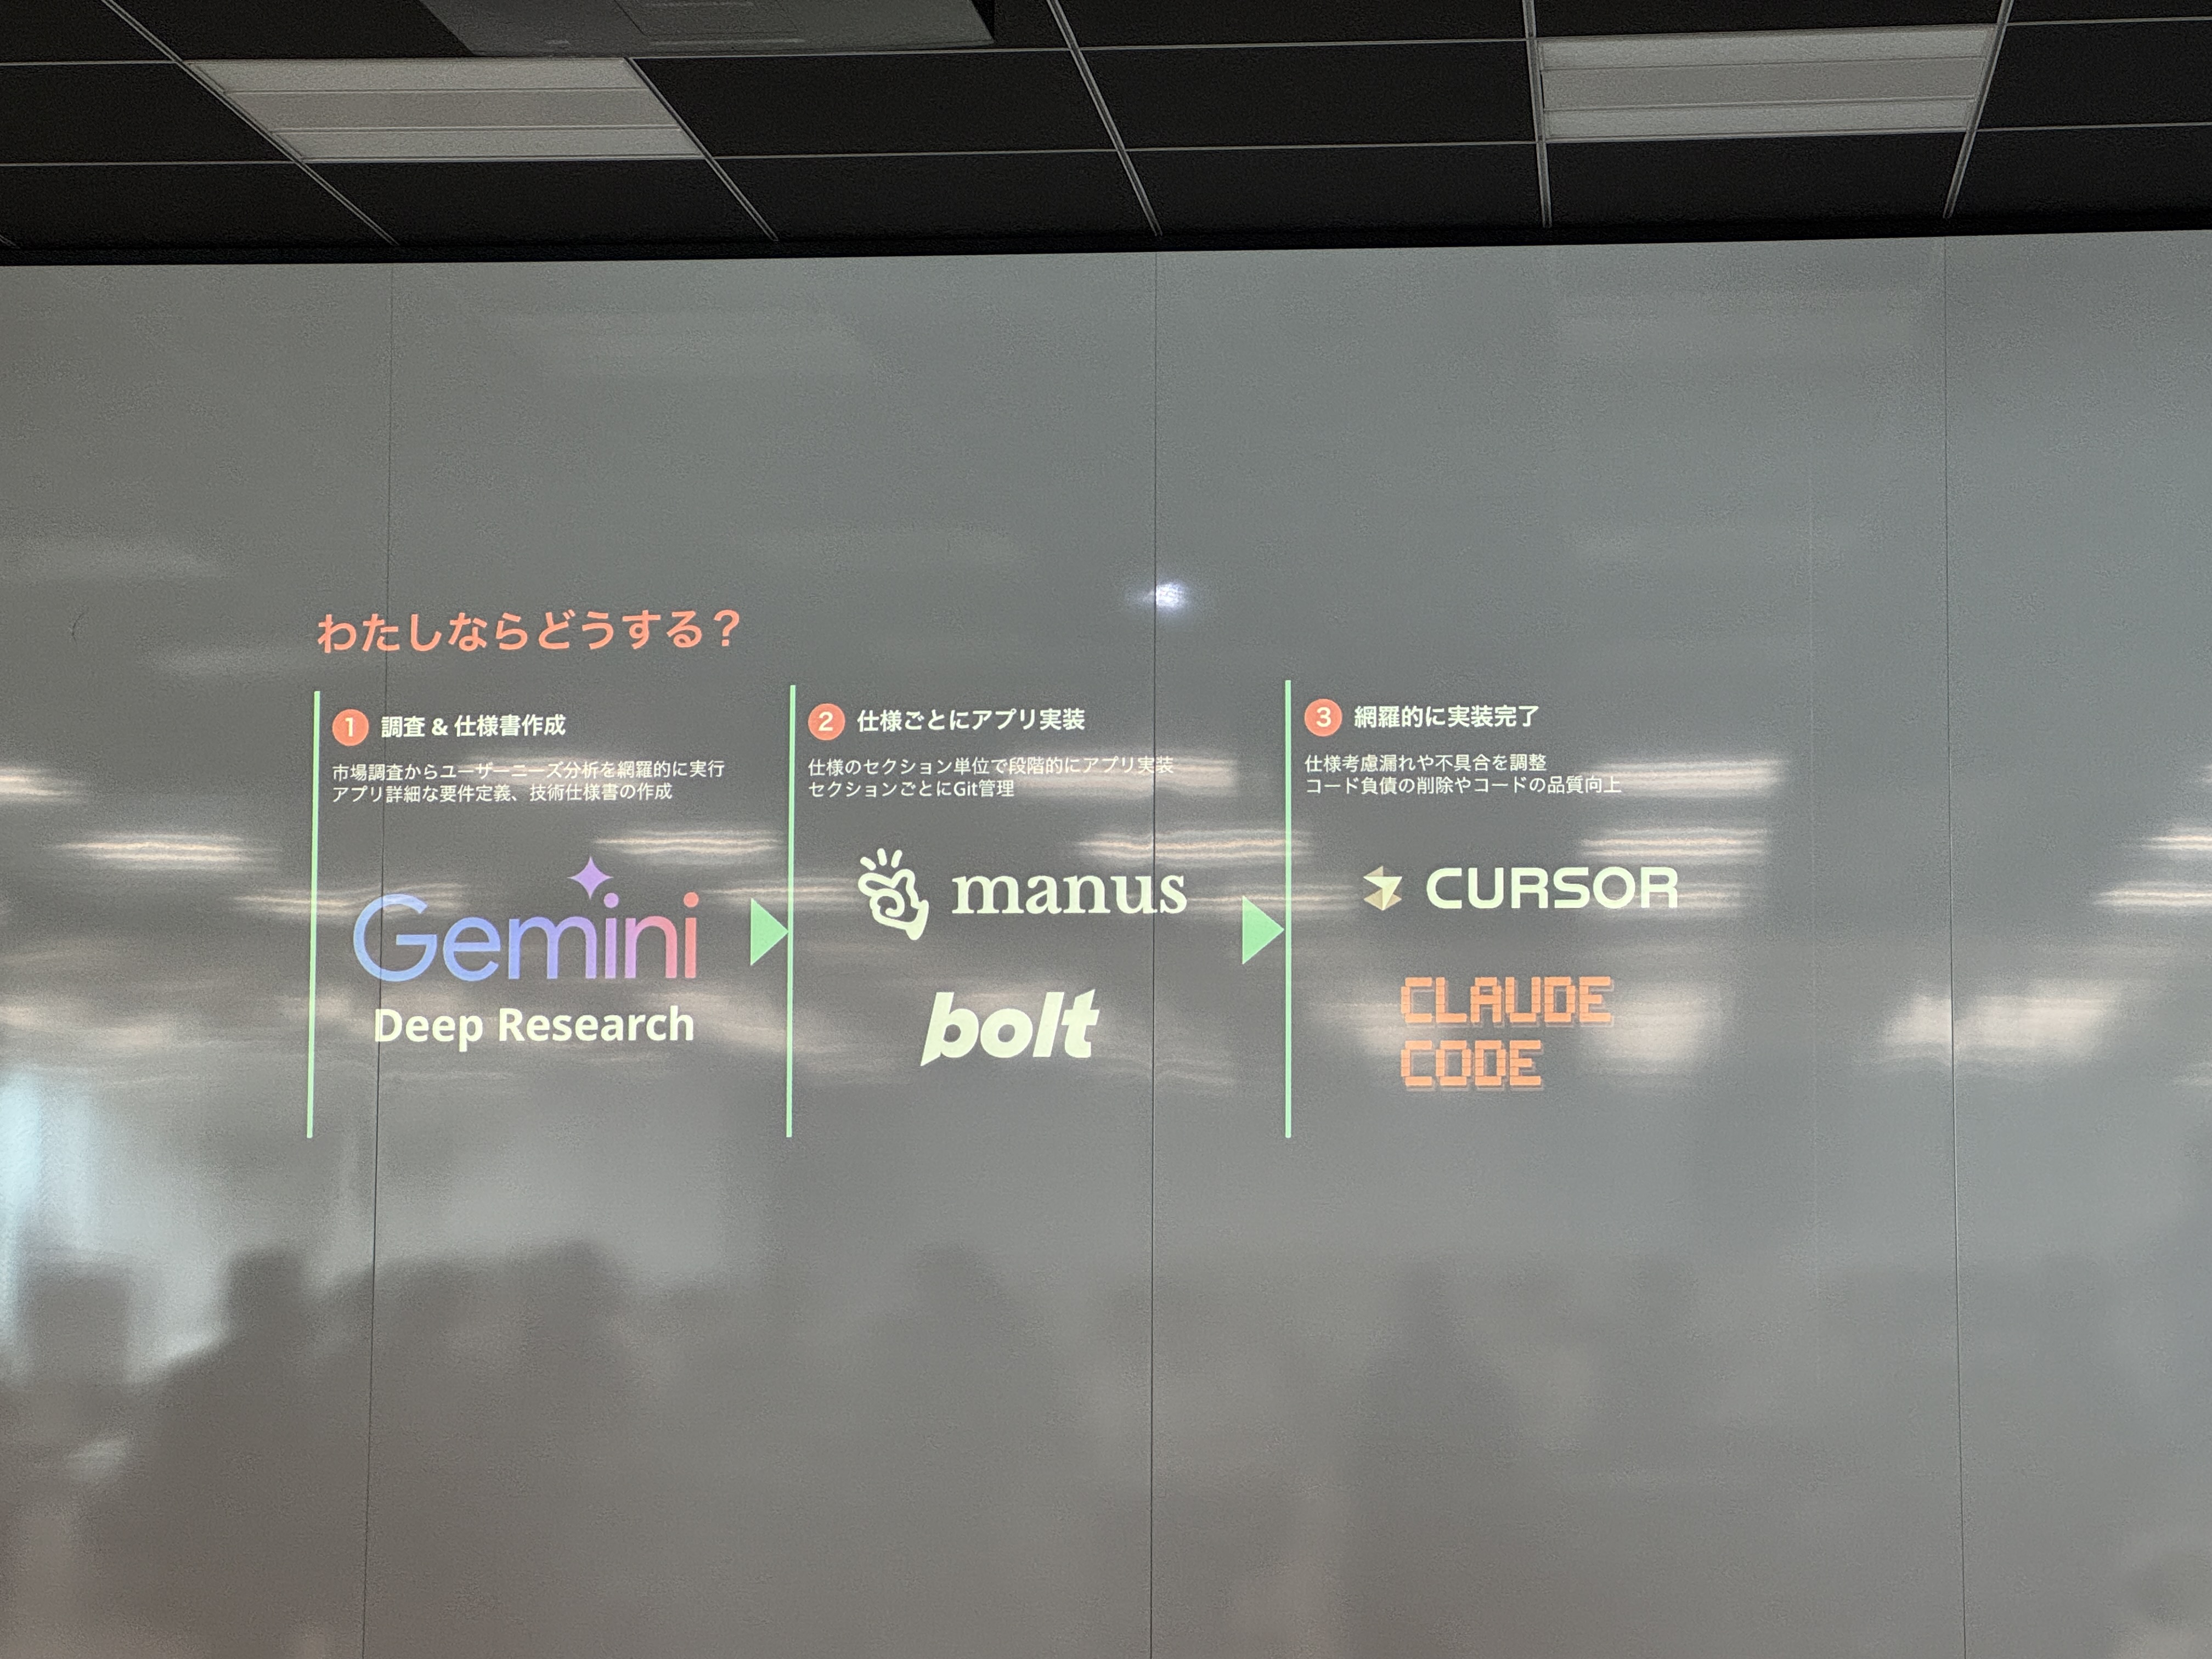 わたしならどうする？
1 調査 & 仕様書作成
市場調査からユーザーニーズ分析を網羅的に実行
アプリ詳細な要件定義、技術仕様書の作成
Gemini
Deep Research
2 仕様ごとにアプリ実装
仕様のセクション単位で段階的にアプリ実装
セクションごとにGit管理
manus
bolt
3 網羅的に実装完了
仕様考慮漏れや不具合を調整
コード負債の削除やコードの品質向上
CURSOR
CLAUDE
CODE